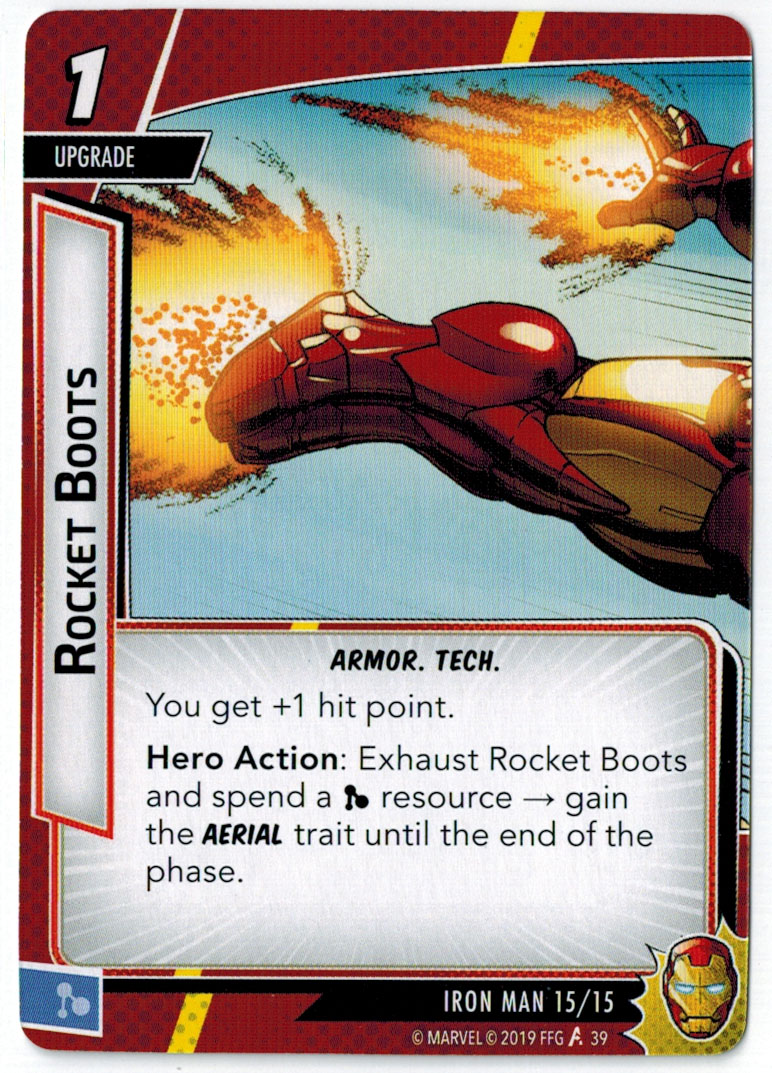 1
UPGRADE
ROCKET BOOTS
ARMOR. TECH.
You get +1 hit point.
Hero Action: Exhaust Rocket Boots
and spend a resource → gain
the AERIAL trait until the end of the
phase.
IRON MAN 15/15
© MARVEL © 2019 FFG 39